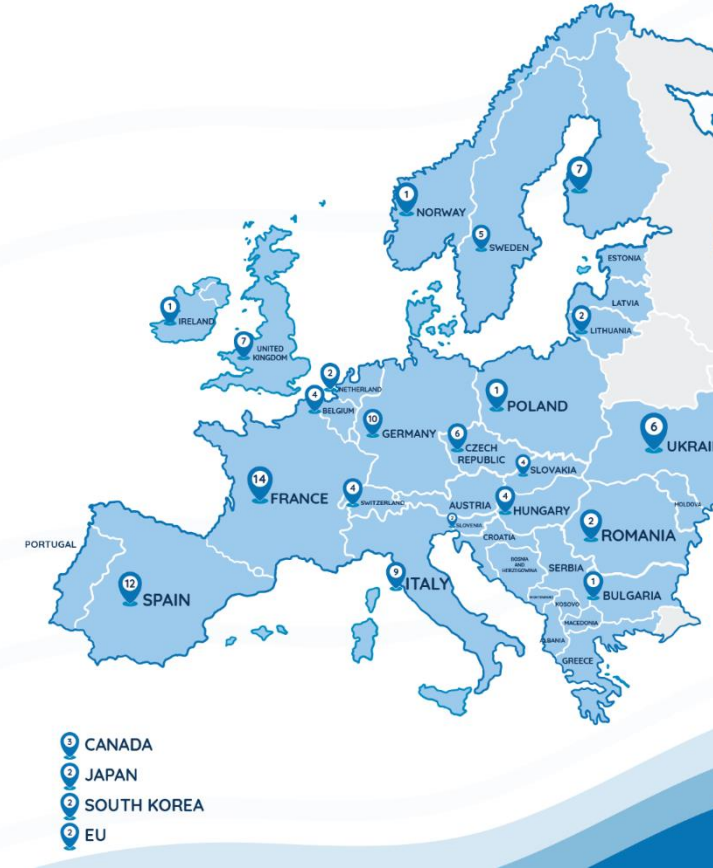 7
1
NORWAY
5
SWEDEN
ESTONIA
LATVIA
2
LITHUANIA
1
IRELAND
7
UNITED
KINGDOM
2
NETHERLAND
4
BELGIUM
10
GERMANY
1
POLAND
6
CZECH
REPUBLIC
4
SLOVAKIA
6
UKRAI
14
FRANCE
4
SWITZERLAND
AUSTRIA
4
HUNGARY
SLOVENIA
CROATIA
2
ROMANIA
MOLDOVA
BOSNIA
AND
HERZEGOWINA
SERBIA
1
BULGARIA
KOSOVO
MACEDONIA
ALBANIA
GREECE
PORTUGAL
12
SPAIN
9
ITALY
3 CANADA
2 JAPAN
2 SOUTH KOREA
2 EU